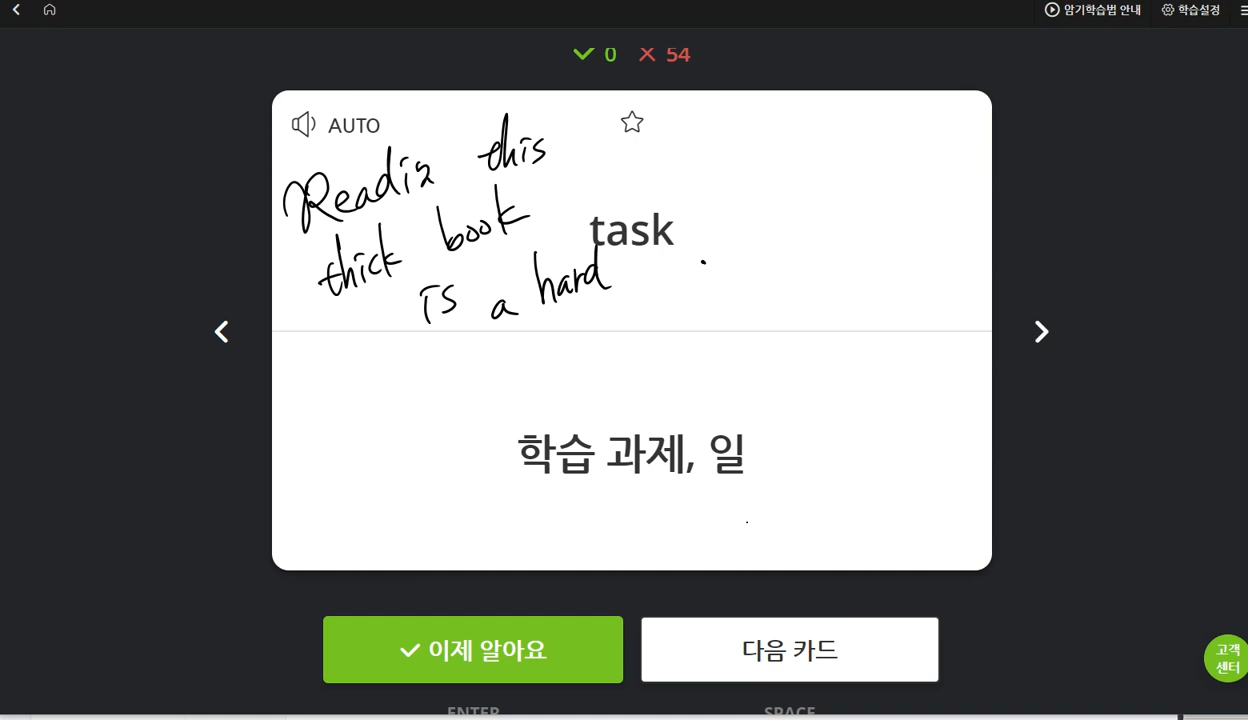 암기학습법 안내 학습설정
0 54
AUTO
Readig this
thick book
is a hard task .
학습 과제, 일
이제 알아요 다음 카드
ENTER SPACE
고객
센터